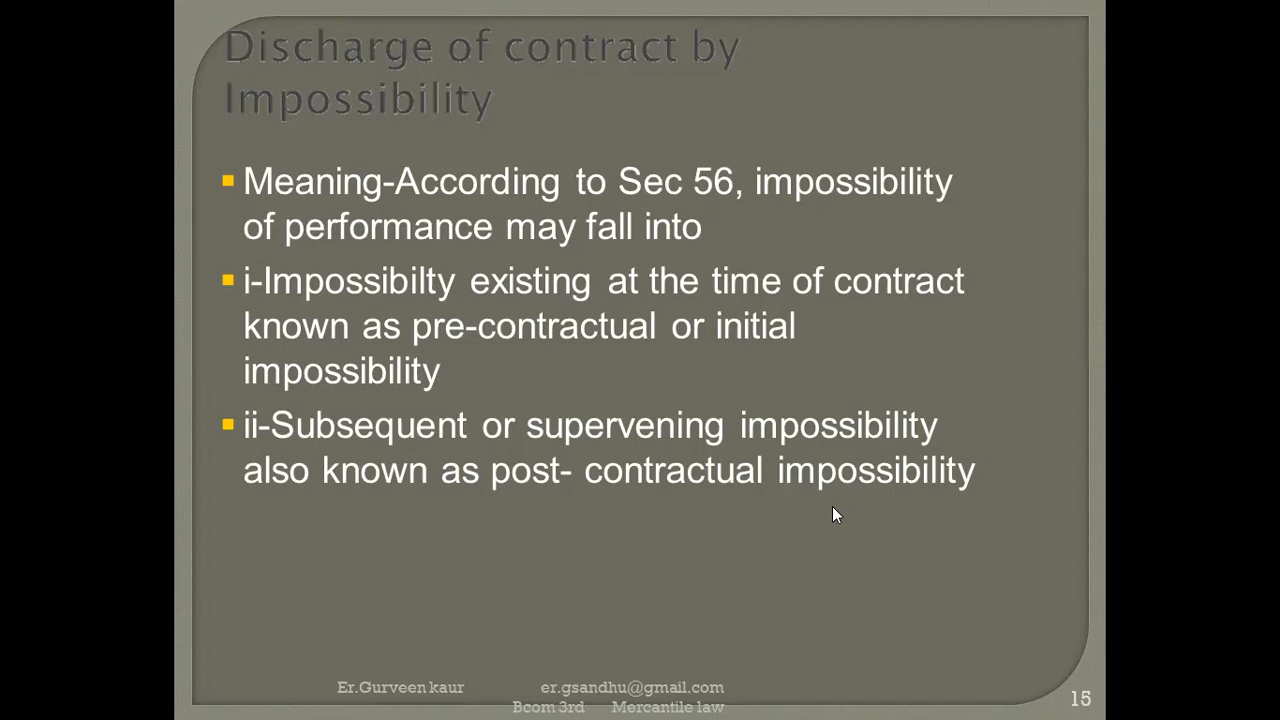 Discharge of contract by
Impossibility
Meaning-According to Sec 56, impossibility
of performance may fall into
i-Impossibilty existing at the time of contract
known as pre-contractual or initial
impossibility
ii-Subsequent or supervening impossibility
also known as post- contractual impossibility
Er.Gurveen kaur er.gsandhu@gmail.com
Bcom 3rd Mercantile law
15